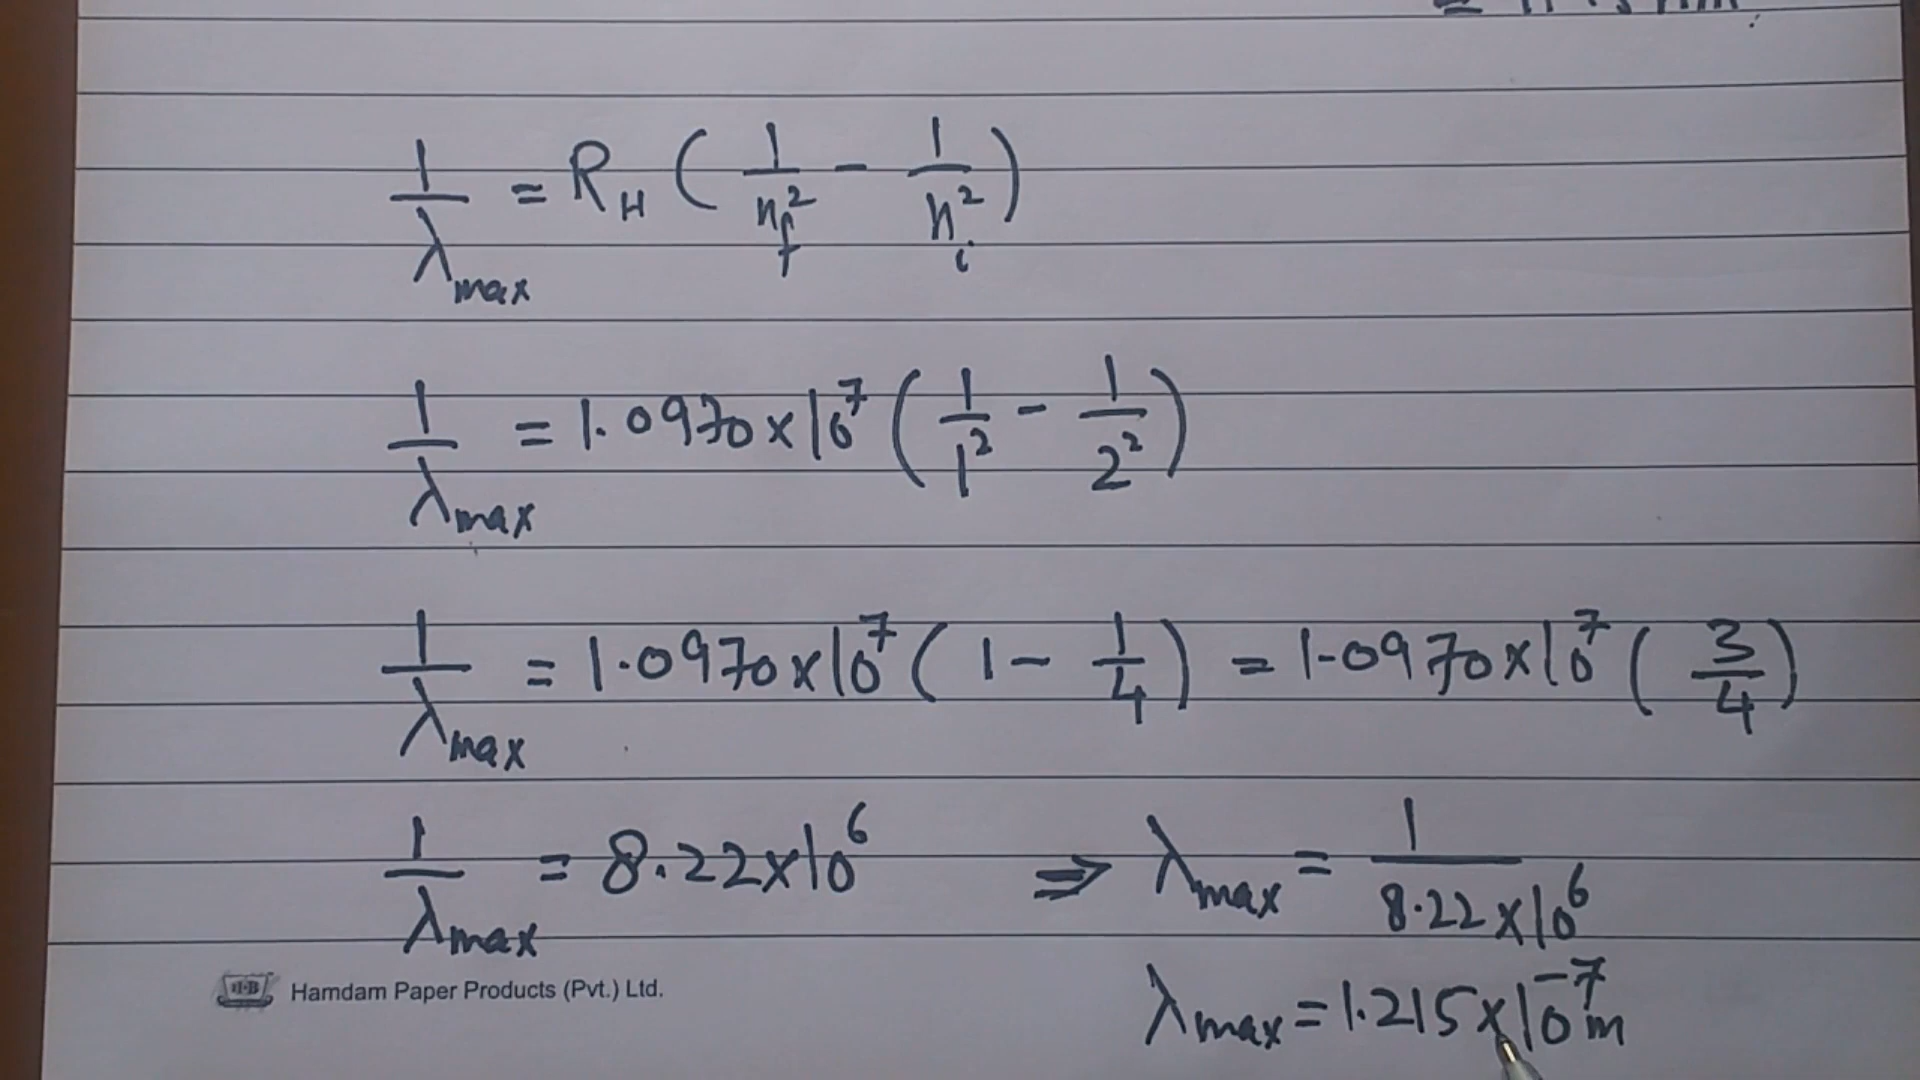 1/λmax = RH ( 1/nf² − 1/ni² )
1/λmax = 1.0970 x 10⁷ ( 1/1² − 1/2² )
1/λmax = 1.0970 x 10⁷ ( 1 − 1/4 ) = 1.0970 x 10⁷ ( 3/4 )
1/λmax = 8.22 x 10⁶ ⇒ λmax = 1/8.22 x 10⁶
H·B Hamdam Paper Products (Pvt.) Ltd.
λmax = 1.215 x 10⁻⁷ m